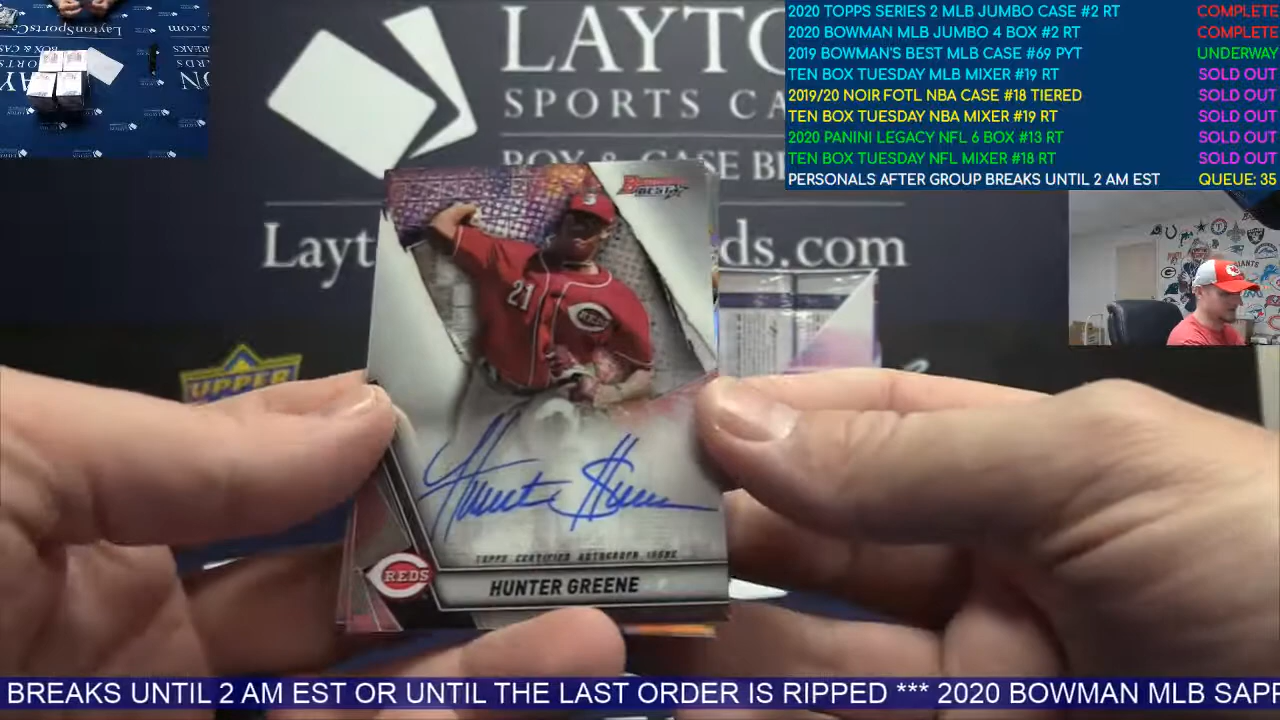 2020 TOPPS SERIES 2 MLB JUMBO CASE #2 RT COMPLETE
2020 BOWMAN MLB JUMBO 4 BOX #2 RT COMPLETE
2019 BOWMAN'S BEST MLB CASE #69 PYT UNDERWAY
TEN BOX TUESDAY MLB MIXER #19 RT SOLD OUT
2019/20 NOIR FOTL NBA CASE #18 TIERED SOLD OUT
TEN BOX TUESDAY NBA MIXER #19 RT SOLD OUT
2020 PANINI LEGACY NFL 6 BOX #13 RT SOLD OUT
TEN BOX TUESDAY NFL MIXER #18 RT SOLD OUT
PERSONALS AFTER GROUP BREAKS UNTIL 2 AM EST QUEUE: 35
LAYTO
SPORTS CA
BOX & CASE BR
Layt rds.com
BOWMAN'S
BEST
21
REDS
UPPER
Hunter Greene
TOPPS CERTIFIED AUTOGRAPH ISSUE
REDS
HUNTER GREENE
BREAKS UNTIL 2 AM EST OR UNTIL THE LAST ORDER IS RIPPED *** 2020 BOWMAN MLB SAPP